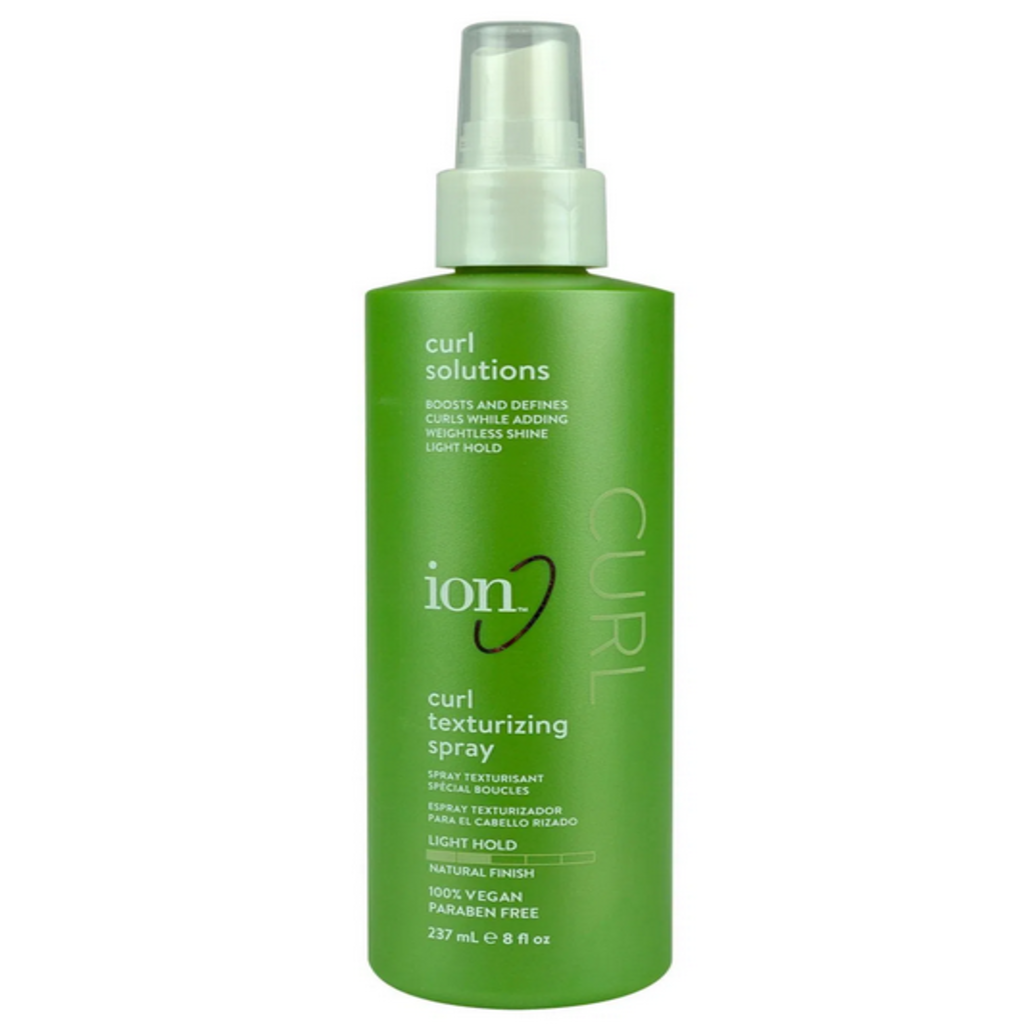 curl
solutions
BOOSTS AND DEFINES
CURLS WHILE ADDING
WEIGHTLESS SHINE
LIGHT HOLD
CURL
ion™
curl
texturizing
spray
SPRAY TEXTURISANT
SPÉCIAL BOUCLES
ESPRAY TEXTURIZADOR
PARA EL CABELLO RIZADO
LIGHT HOLD
NATURAL FINISH
100% VEGAN
PARABEN FREE
237 mL ℮ 8 fl oz